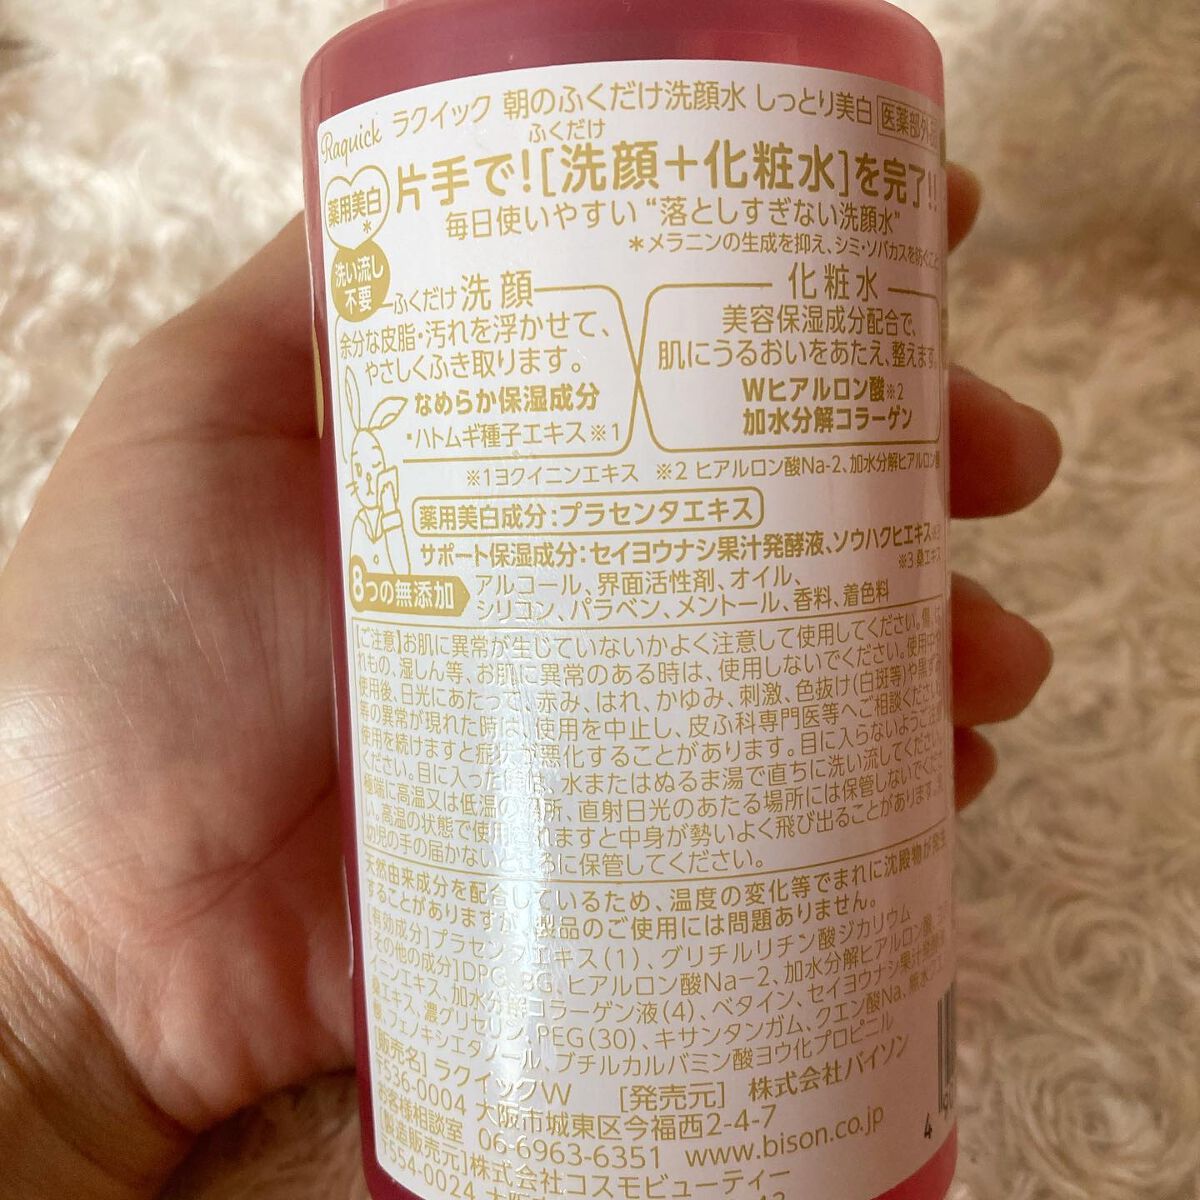 Raquick ラクイック 朝のふくだけ洗顔水 しっとり美白 医薬部外
ふくだけ
片手で![洗顔+化粧水]を完了!!
毎日使いやすい“落としすぎない洗顔水”
*メラニンの生成を抑え、シミ・ソバカスを防ぐこと
薬用美白*
洗い流し
不要
ふくだけ 洗顔
余分な皮脂・汚れを浮かせて、
やさしくふき取ります。
なめらか保湿成分
・ハトムギ種子エキス※1
化粧水
美容保湿成分配合で、
肌にうるおいをあたえ、整えます。
Wヒアルロン酸※2
加水分解コラーゲン
※1ヨクイニンエキス ※2 ヒアルロン酸Na-2、加水分解ヒアルロン酸
薬用美白成分:プラセンタエキス
サポート保湿成分:セイヨウナシ果汁発酵液、ソウハクヒエキス※3
※3 桑エキス
8つの無添加
アルコール、界面活性剤、オイル、
シリコン、パラベン、メントール、香料、着色料
【ご注意】お肌に異常が生じていないかよく注意して使用してください。傷、は
れもの、湿しん等、お肌に異常のある時は、使用しないでください。使用中や
使用後、日光にあたって、赤み、はれ、かゆみ、刺激、色抜け(白斑等)や黒ずみ
等の異常が現れた時は、使用を中止し、皮ふ科専門医等へご相談ください。
使用を続けますと症状が悪化することがあります。目に入らないようご注意
ください。目に入った時は、水またはぬるま湯で直ちに洗い流してください。
極端に高温又は低温の場所、直射日光のあたる場所には保管しないでくださ
い。高温の状態で使用されますと中身が勢いよく飛び出ることがあります。
幼児の手の届かないところに保管してください。
天然由来成分を配合しているため、温度の変化等でまれに沈殿物が発生
することがありますが、製品のご使用には問題ありません。
[有効成分]プラセンタエキス(1)、グリチルリチン酸ジカリウム
[その他の成分]DPG、BG、ヒアルロン酸Na-2、加水分解ヒアルロン酸、
ニンエキス、加水分解コラーゲン液(4)、ベタイン、セイヨウナシ果汁発酵液、
桑エキス、濃グリセリン、PEG(30)、キサンタンガム、クエン酸Na、
フェノキシエタノール、ブチルカルバミン酸ヨウ化プロピニル
[販売名] ラクイックW [発売元] 株式会社バイソン
〒536-0004 大阪市城東区今福西2-4-7
お客様相談室 06-6963-6351 www.bison.co.jp
[製造販売元]株式会社コスモビューティー
〒554-0024
4